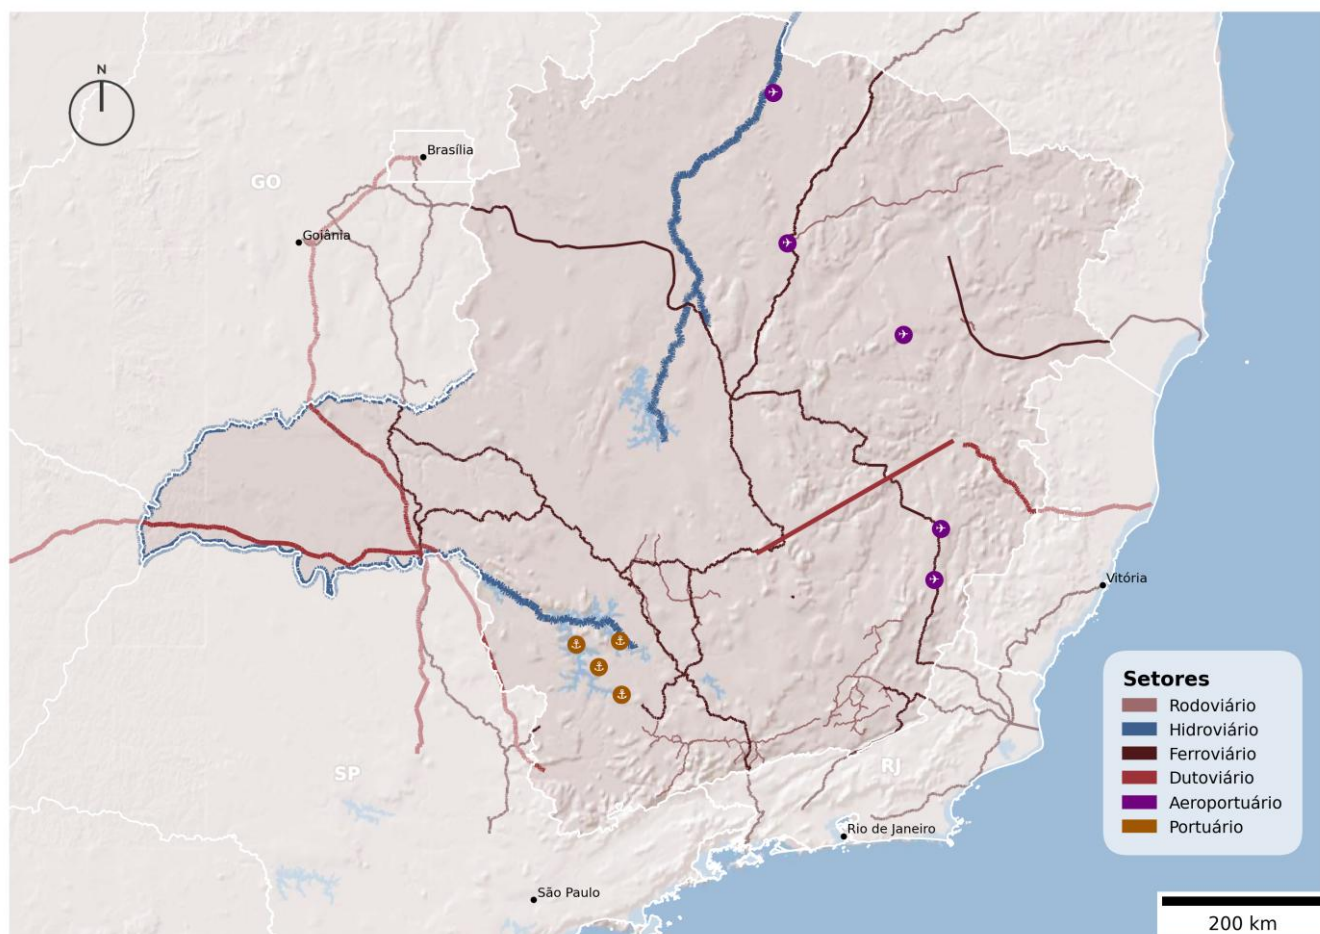 N
Brasília
GO
Goiânia
ES
Vitória
Setores
Rodoviário
Hidroviário
Ferroviário
Dutoviário
Aeroportuário
Portuário
SP
RJ
Rio de Janeiro
São Paulo
200 km